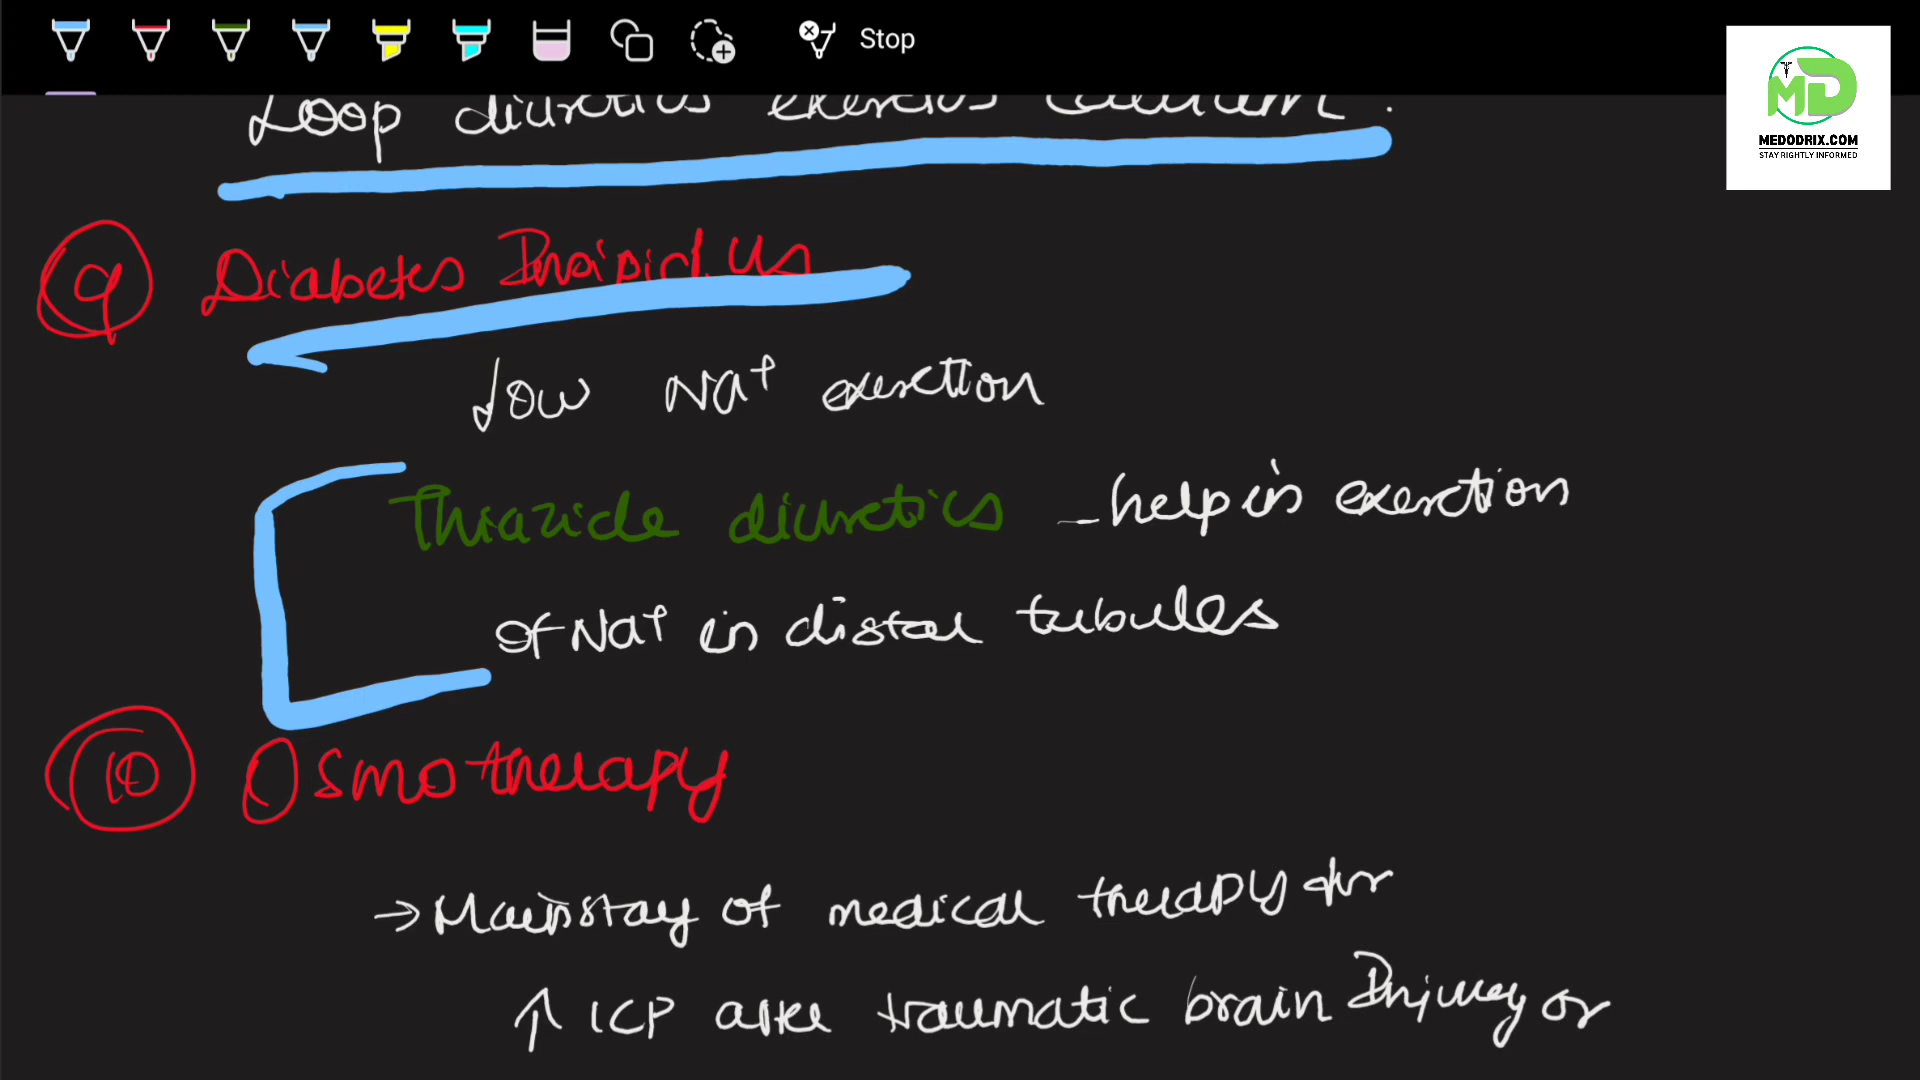 Stop
MD
MEDODRIX.COM
STAY RIGHTLY INFORMED
Loop diuretics excretes calcium.
9 Diabetes Insipidus
Low Na+ excretion
Thiazide diuretics - help in excretion
of Na+ in distal tubules
10 Osmotherapy
→ Mainstay of medical therapy for
↑ ICP after traumatic brain Injury or